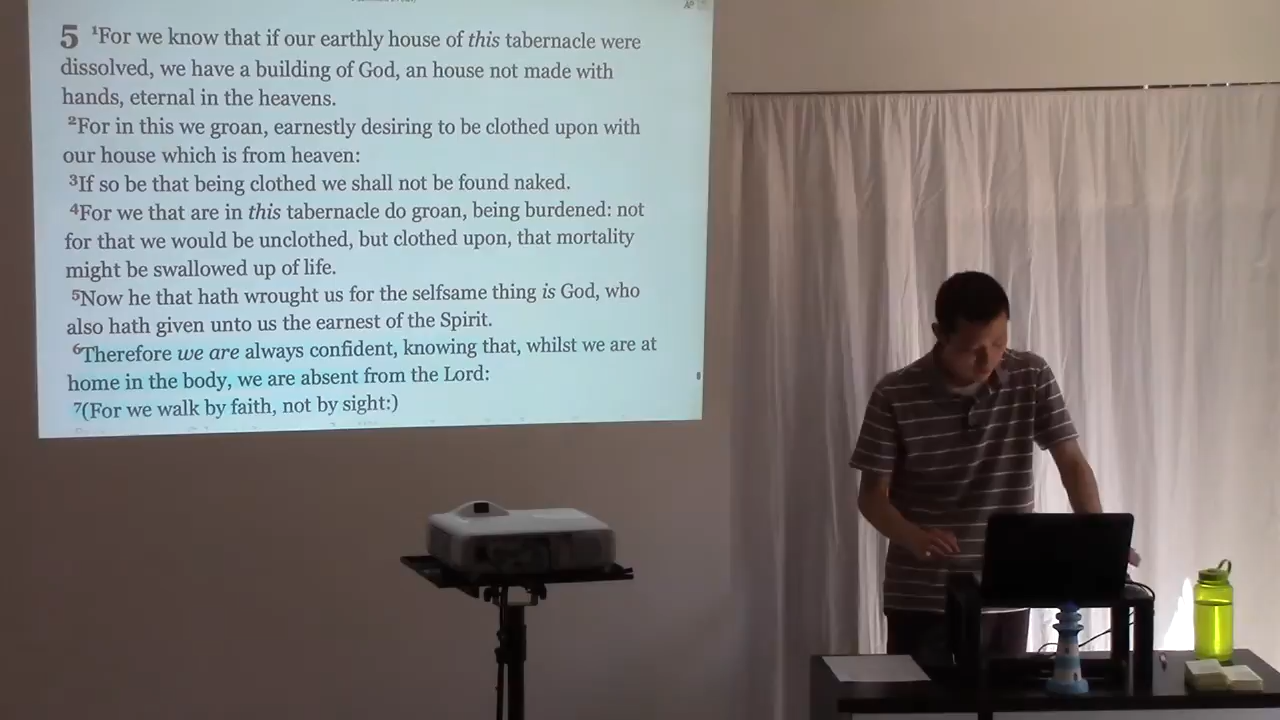 5 ¹For we know that if our earthly house of this tabernacle were
dissolved, we have a building of God, an house not made with
hands, eternal in the heavens.
²For in this we groan, earnestly desiring to be clothed upon with
our house which is from heaven:
³If so be that being clothed we shall not be found naked.
⁴For we that are in this tabernacle do groan, being burdened: not
for that we would be unclothed, but clothed upon, that mortality
might be swallowed up of life.
⁵Now he that hath wrought us for the selfsame thing is God, who
also hath given unto us the earnest of the Spirit.
⁶Therefore we are always confident, knowing that, whilst we are at
home in the body, we are absent from the Lord:
⁷(For we walk by faith, not by sight:)